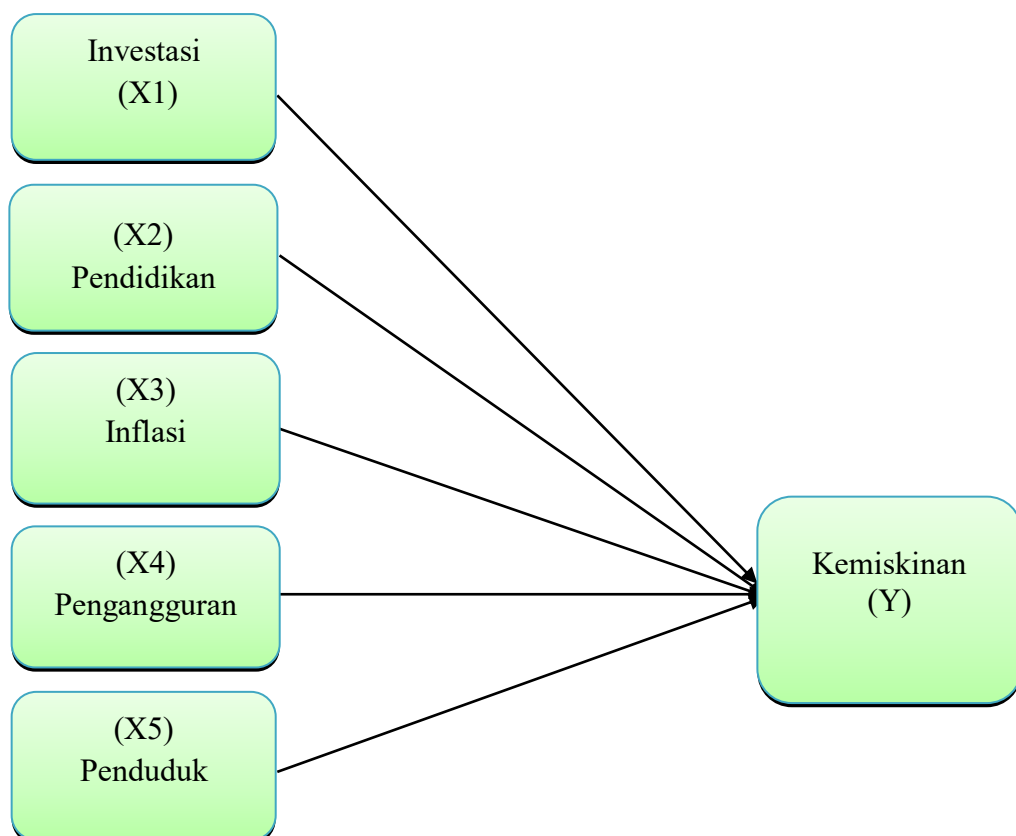 Investasi
(X1)
(X2)
Pendidikan
(X3)
Inflasi
(X4)
Pengangguran
(X5)
Penduduk
Kemiskinan
(Y)